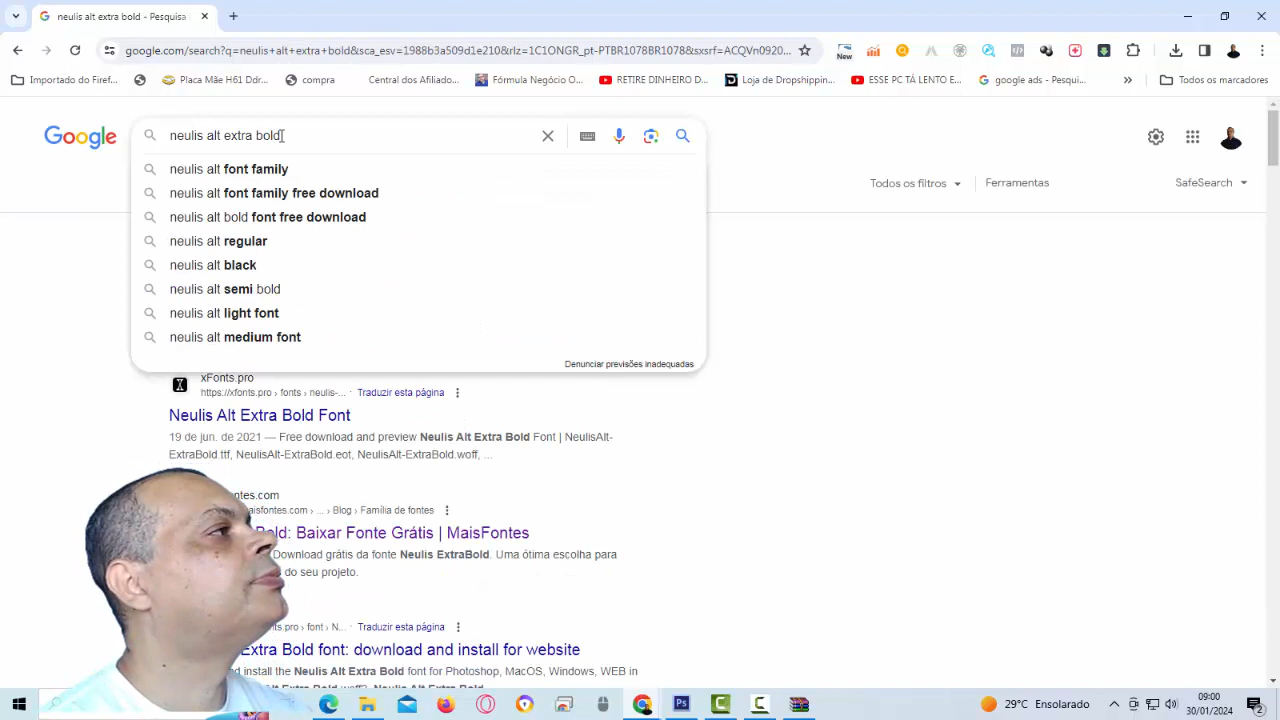 neulis alt extra bold - Pesquisa
google.com/search?q=neulis+alt+extra+bold&sca_esv=1988b3a509d1e210&rlz=1C1ONGR_pt-PTBR1078BR1078&sxsrf=ACQVn0920...
New
Importado do Firef...
Placa Mãe H61 Ddr...
compra
Central dos Afiliado...
Fórmula Negócio O...
RETIRE DINHEIRO D...
Loja de Dropshippin...
ESSE PC TÁ LENTO E...
google ads - Pesqui...
»
Todos os marcadores
Google
neulis alt extra bold
neulis alt font family
neulis alt font family free download
neulis alt bold font free download
neulis alt regular
neulis alt black
neulis alt semi bold
neulis alt light font
neulis alt medium font
Denunciar previsões inadequadas
Todos os filtros
Ferramentas
SafeSearch
xFonts.pro
https://xfonts.pro › fonts › neulis-... · Traduzir esta página
Neulis Alt Extra Bold Font
19 de jun. de 2021 — Free download and preview Neulis Alt Extra Bold Font | NeulisAlt-
ExtraBold.ttf, NeulisAlt-ExtraBold.eot, NeulisAlt-ExtraBold.woff, ...
ontes.com
maisfontes.com › ... › Blog › Família de fontes
Bold: Baixar Fonte Grátis | MaisFontes
Download grátis da fonte Neulis ExtraBold. Uma ótima escolha para
do seu projeto.
s.pro › font › N... · Traduzir esta página
Extra Bold font: download and install for website
nd install the Neulis Alt Extra Bold font for Photoshop, MacOS, Windows, WEB in
29°C Ensolarado
09:00
30/01/2024
2